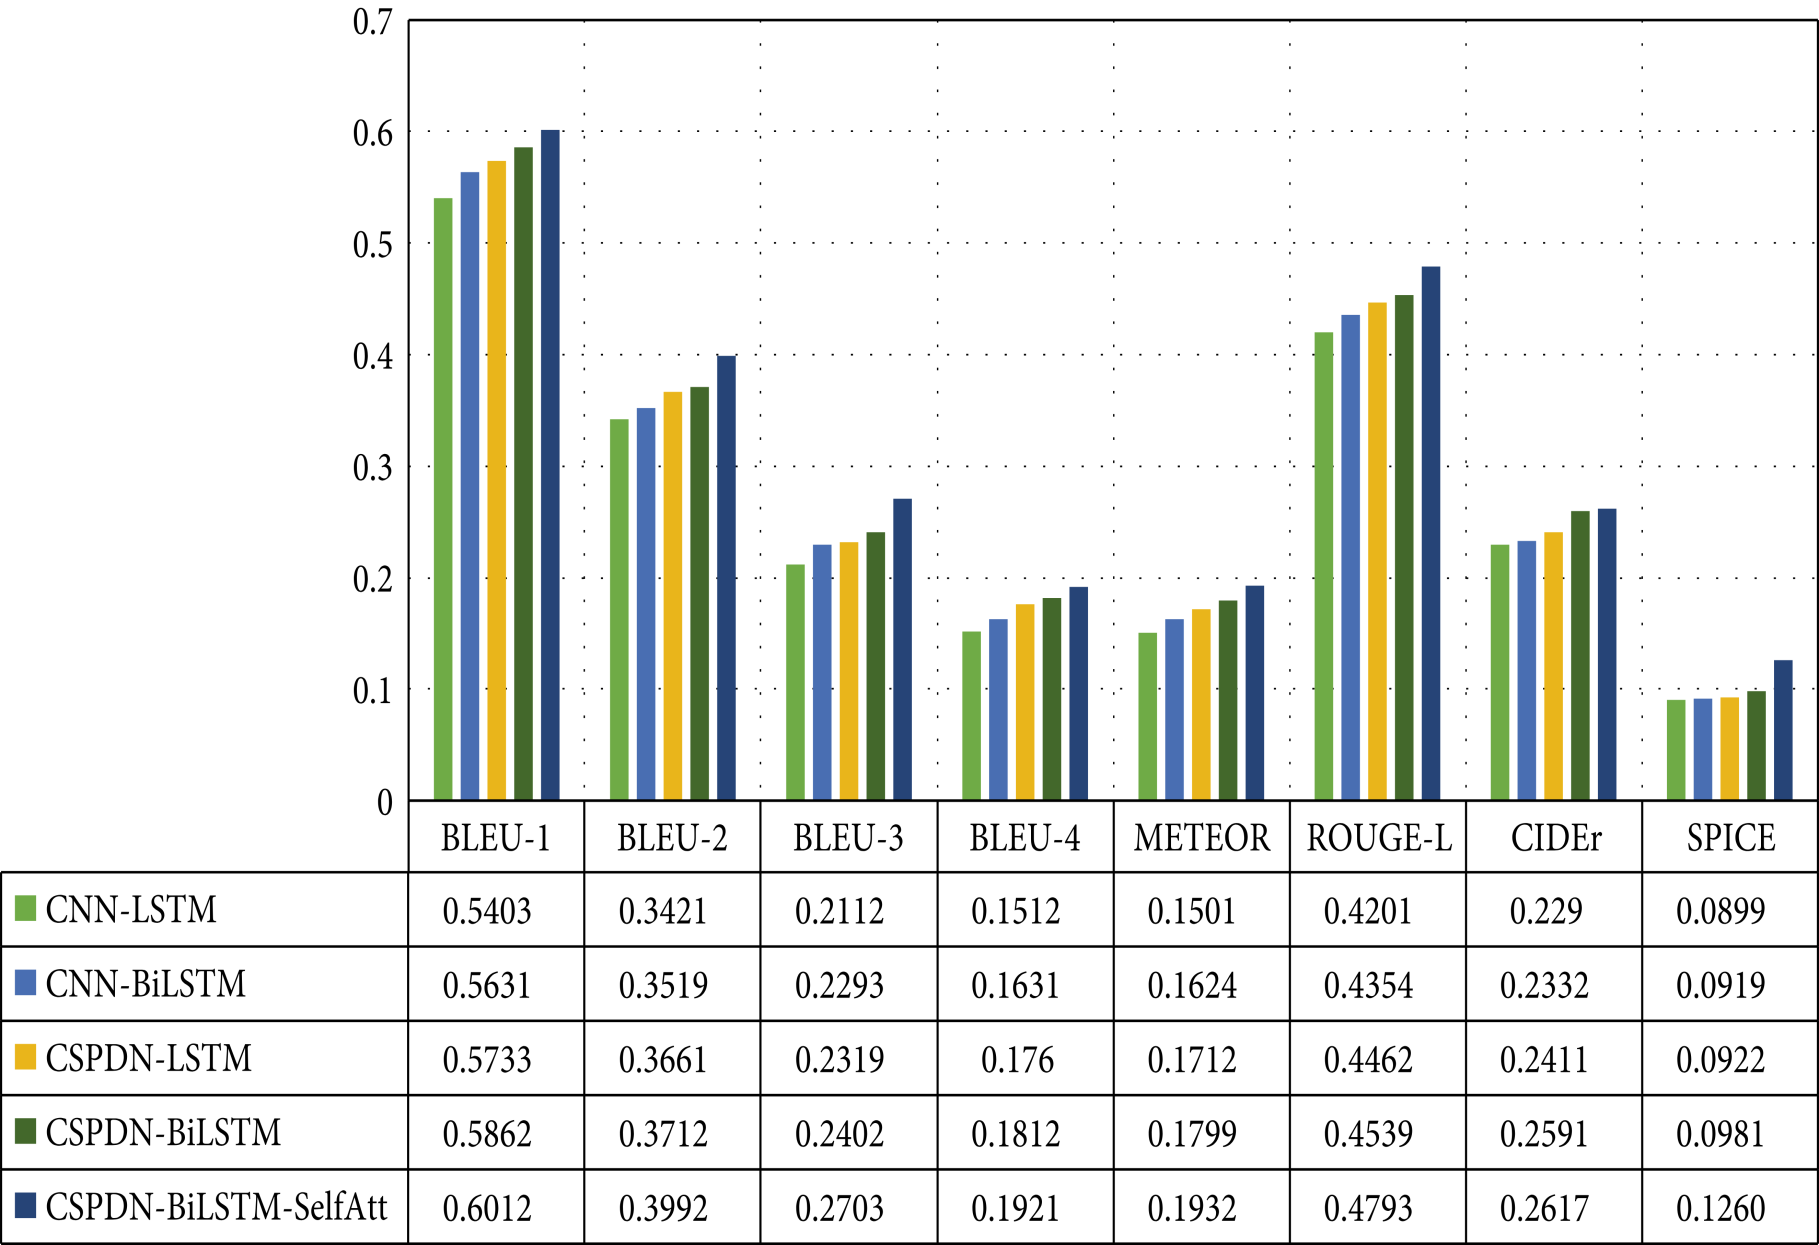 0.7
0.6
0.5
0.4
0.3
0.2
0.1
0
BLEU-1 BLEU-2 BLEU-3 BLEU-4 METEOR ROUGE-L CIDEr SPICE
CNN-LSTM 0.5403 0.3421 0.2112 0.1512 0.1501 0.4201 0.229 0.0899
CNN-BiLSTM 0.5631 0.3519 0.2293 0.1631 0.1624 0.4354 0.2332 0.0919
CSPDN-LSTM 0.5733 0.3661 0.2319 0.176 0.1712 0.4462 0.2411 0.0922
CSPDN-BiLSTM 0.5862 0.3712 0.2402 0.1812 0.1799 0.4539 0.2591 0.0981
CSPDN-BiLSTM-SelfAtt 0.6012 0.3992 0.2703 0.1921 0.1932 0.4793 0.2617 0.1260